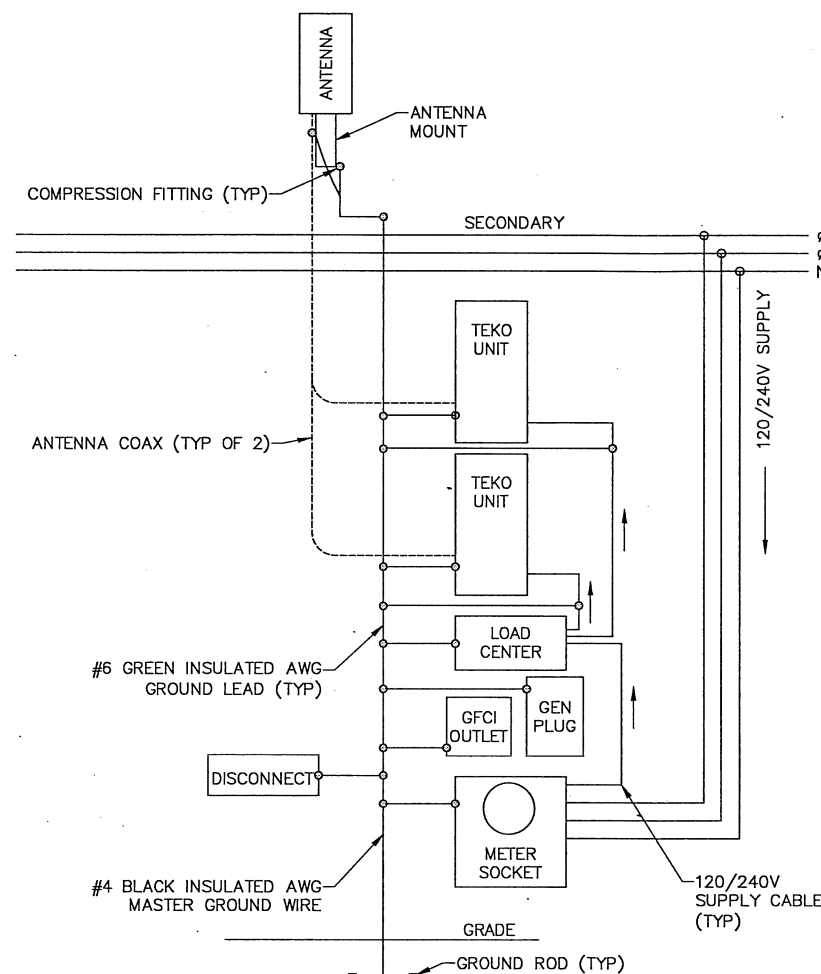 ANTENNA
ANTENNA
MOUNT
COMPRESSION FITTING (TYP)
SECONDARY
N
TEKO
UNIT
120/240V SUPPLY
ANTENNA COAX (TYP OF 2)
TEKO
UNIT
LOAD
CENTER
#6 GREEN INSULATED AWG
GROUND LEAD (TYP)
GEN
PLUG
GFCI
OUTLET
DISCONNECT
METER
SOCKET
#4 BLACK INSULATED AWG
MASTER GROUND WIRE
120/240V
SUPPLY CABLE
(TYP)
GRADE
GROUND ROD (TYP)